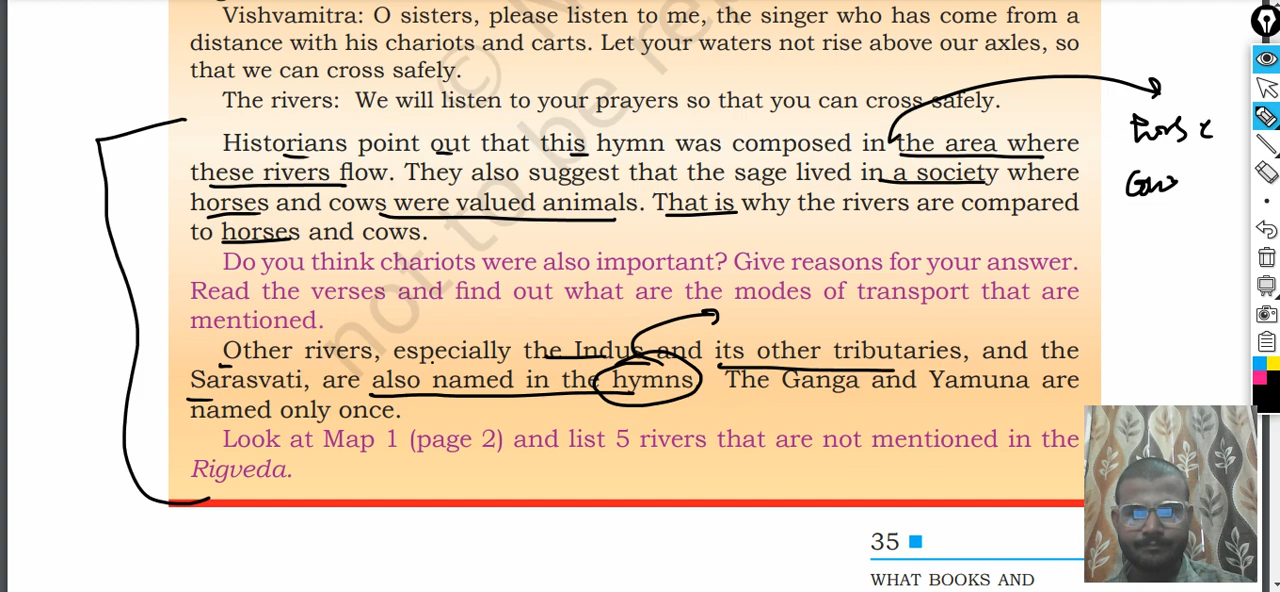 Vishvamitra: O sisters, please listen to me, the singer who has come from a
distance with his chariots and carts. Let your waters not rise above our axles, so
that we can cross safely.
The rivers: We will listen to your prayers so that you can cross safely.
Historians point out that this hymn was composed in the area where
these rivers flow. They also suggest that the sage lived in a society where
horses and cows were valued animals. That is why the rivers are compared
to horses and cows.
Do you think chariots were also important? Give reasons for your answer.
Read the verses and find out what are the modes of transport that are
mentioned.
Other rivers, especially the Indus and its other tributaries, and the
Sarasvati, are also named in the hymns. The Ganga and Yamuna are
named only once.
Look at Map 1 (page 2) and list 5 rivers that are not mentioned in the
Rigveda.
35
WHAT BOOKS AND